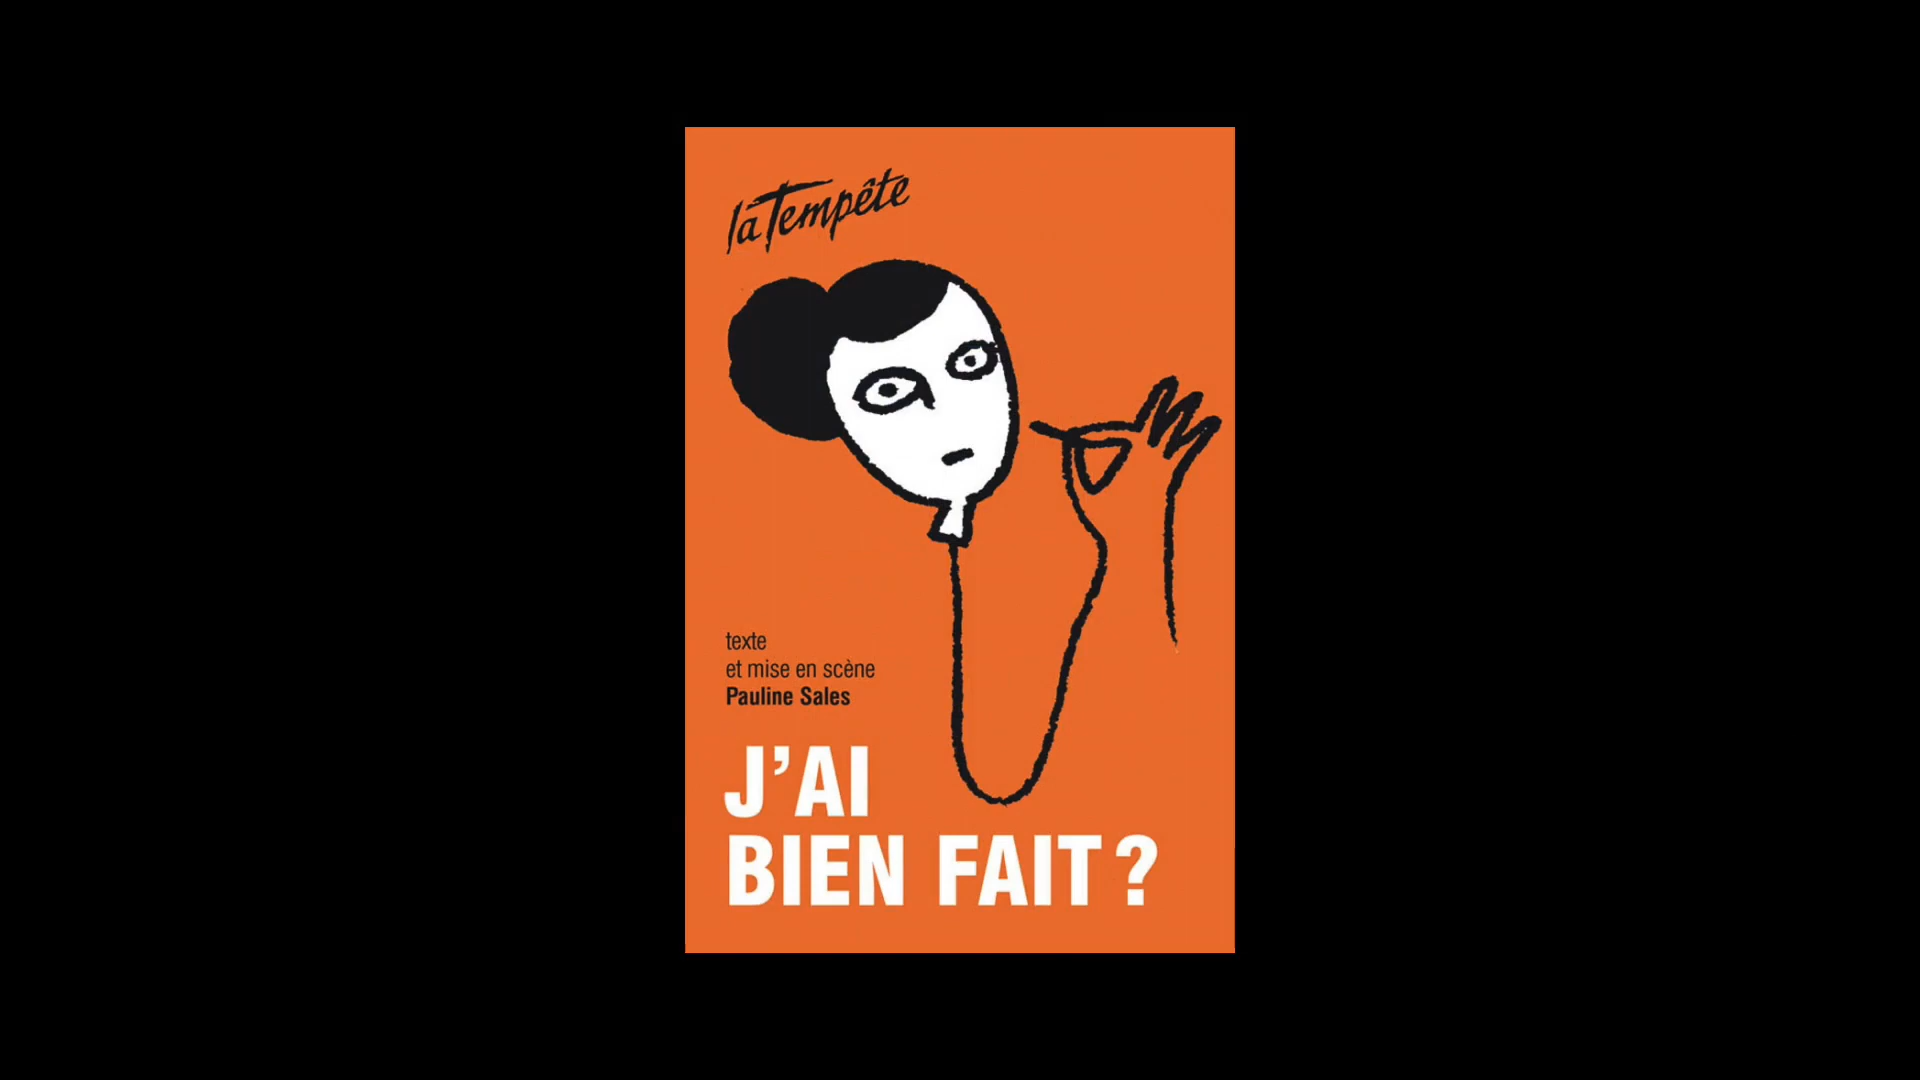 la Tempête
texte
et mise en scène
Pauline Sales
J’AI
BIEN FAIT ?